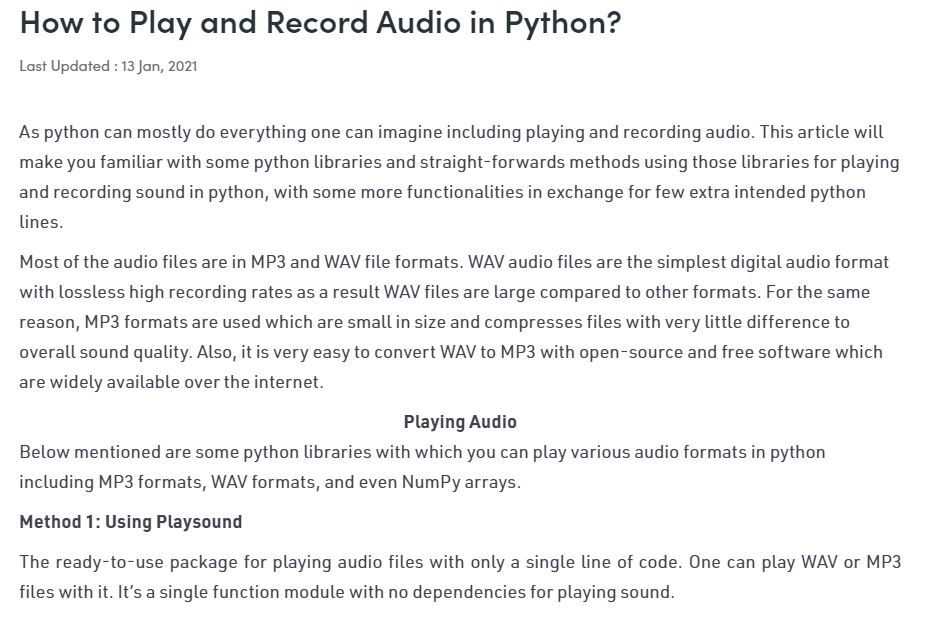 How to Play and Record Audio in Python?
Last Updated : 13 Jan, 2021
As python can mostly do everything one can imagine including playing and recording audio. This article will
make you familiar with some python libraries and straight-forwards methods using those libraries for playing
and recording sound in python, with some more functionalities in exchange for few extra intended python
lines.
Most of the audio files are in MP3 and WAV file formats. WAV audio files are the simplest digital audio format
with lossless high recording rates as a result WAV files are large compared to other formats. For the same
reason, MP3 formats are used which are small in size and compresses files with very little difference to
overall sound quality. Also, it is very easy to convert WAV to MP3 with open-source and free software which
are widely available over the internet.
Playing Audio
Below mentioned are some python libraries with which you can play various audio formats in python
including MP3 formats, WAV formats, and even NumPy arrays.
Method 1: Using Playsound
The ready-to-use package for playing audio files with only a single line of code. One can play WAV or MP3
files with it. It’s a single function module with no dependencies for playing sound.